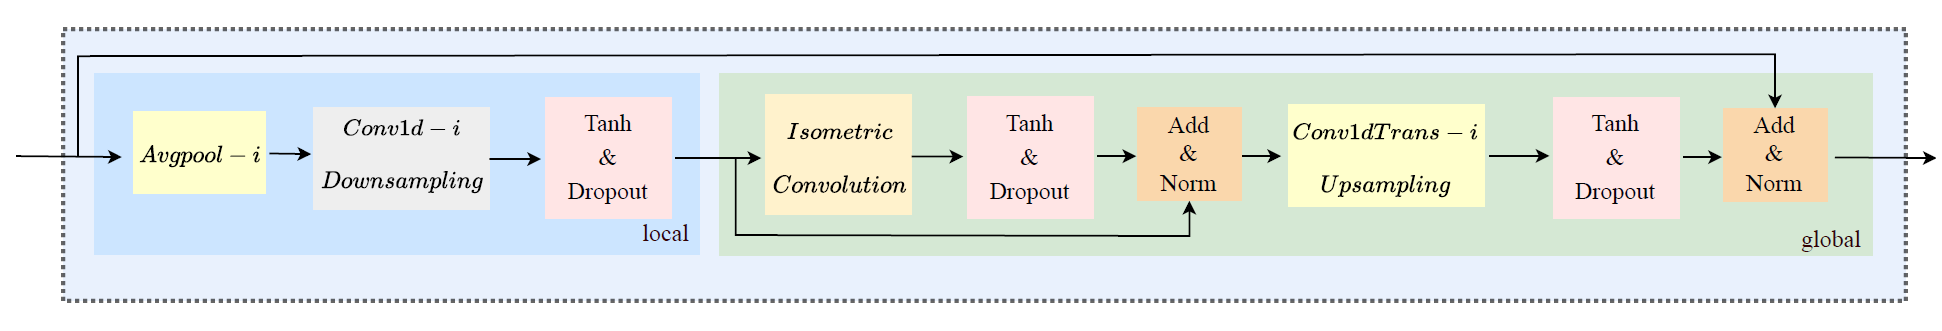 Avgpool - i
Conv1d - i
Downsampling
Tanh
&
Dropout
local
Isometric
Convolution
Tanh
&
Dropout
Add
&
Norm
Conv1dTrans - i
Upsampling
Tanh
&
Dropout
Add
&
Norm
global